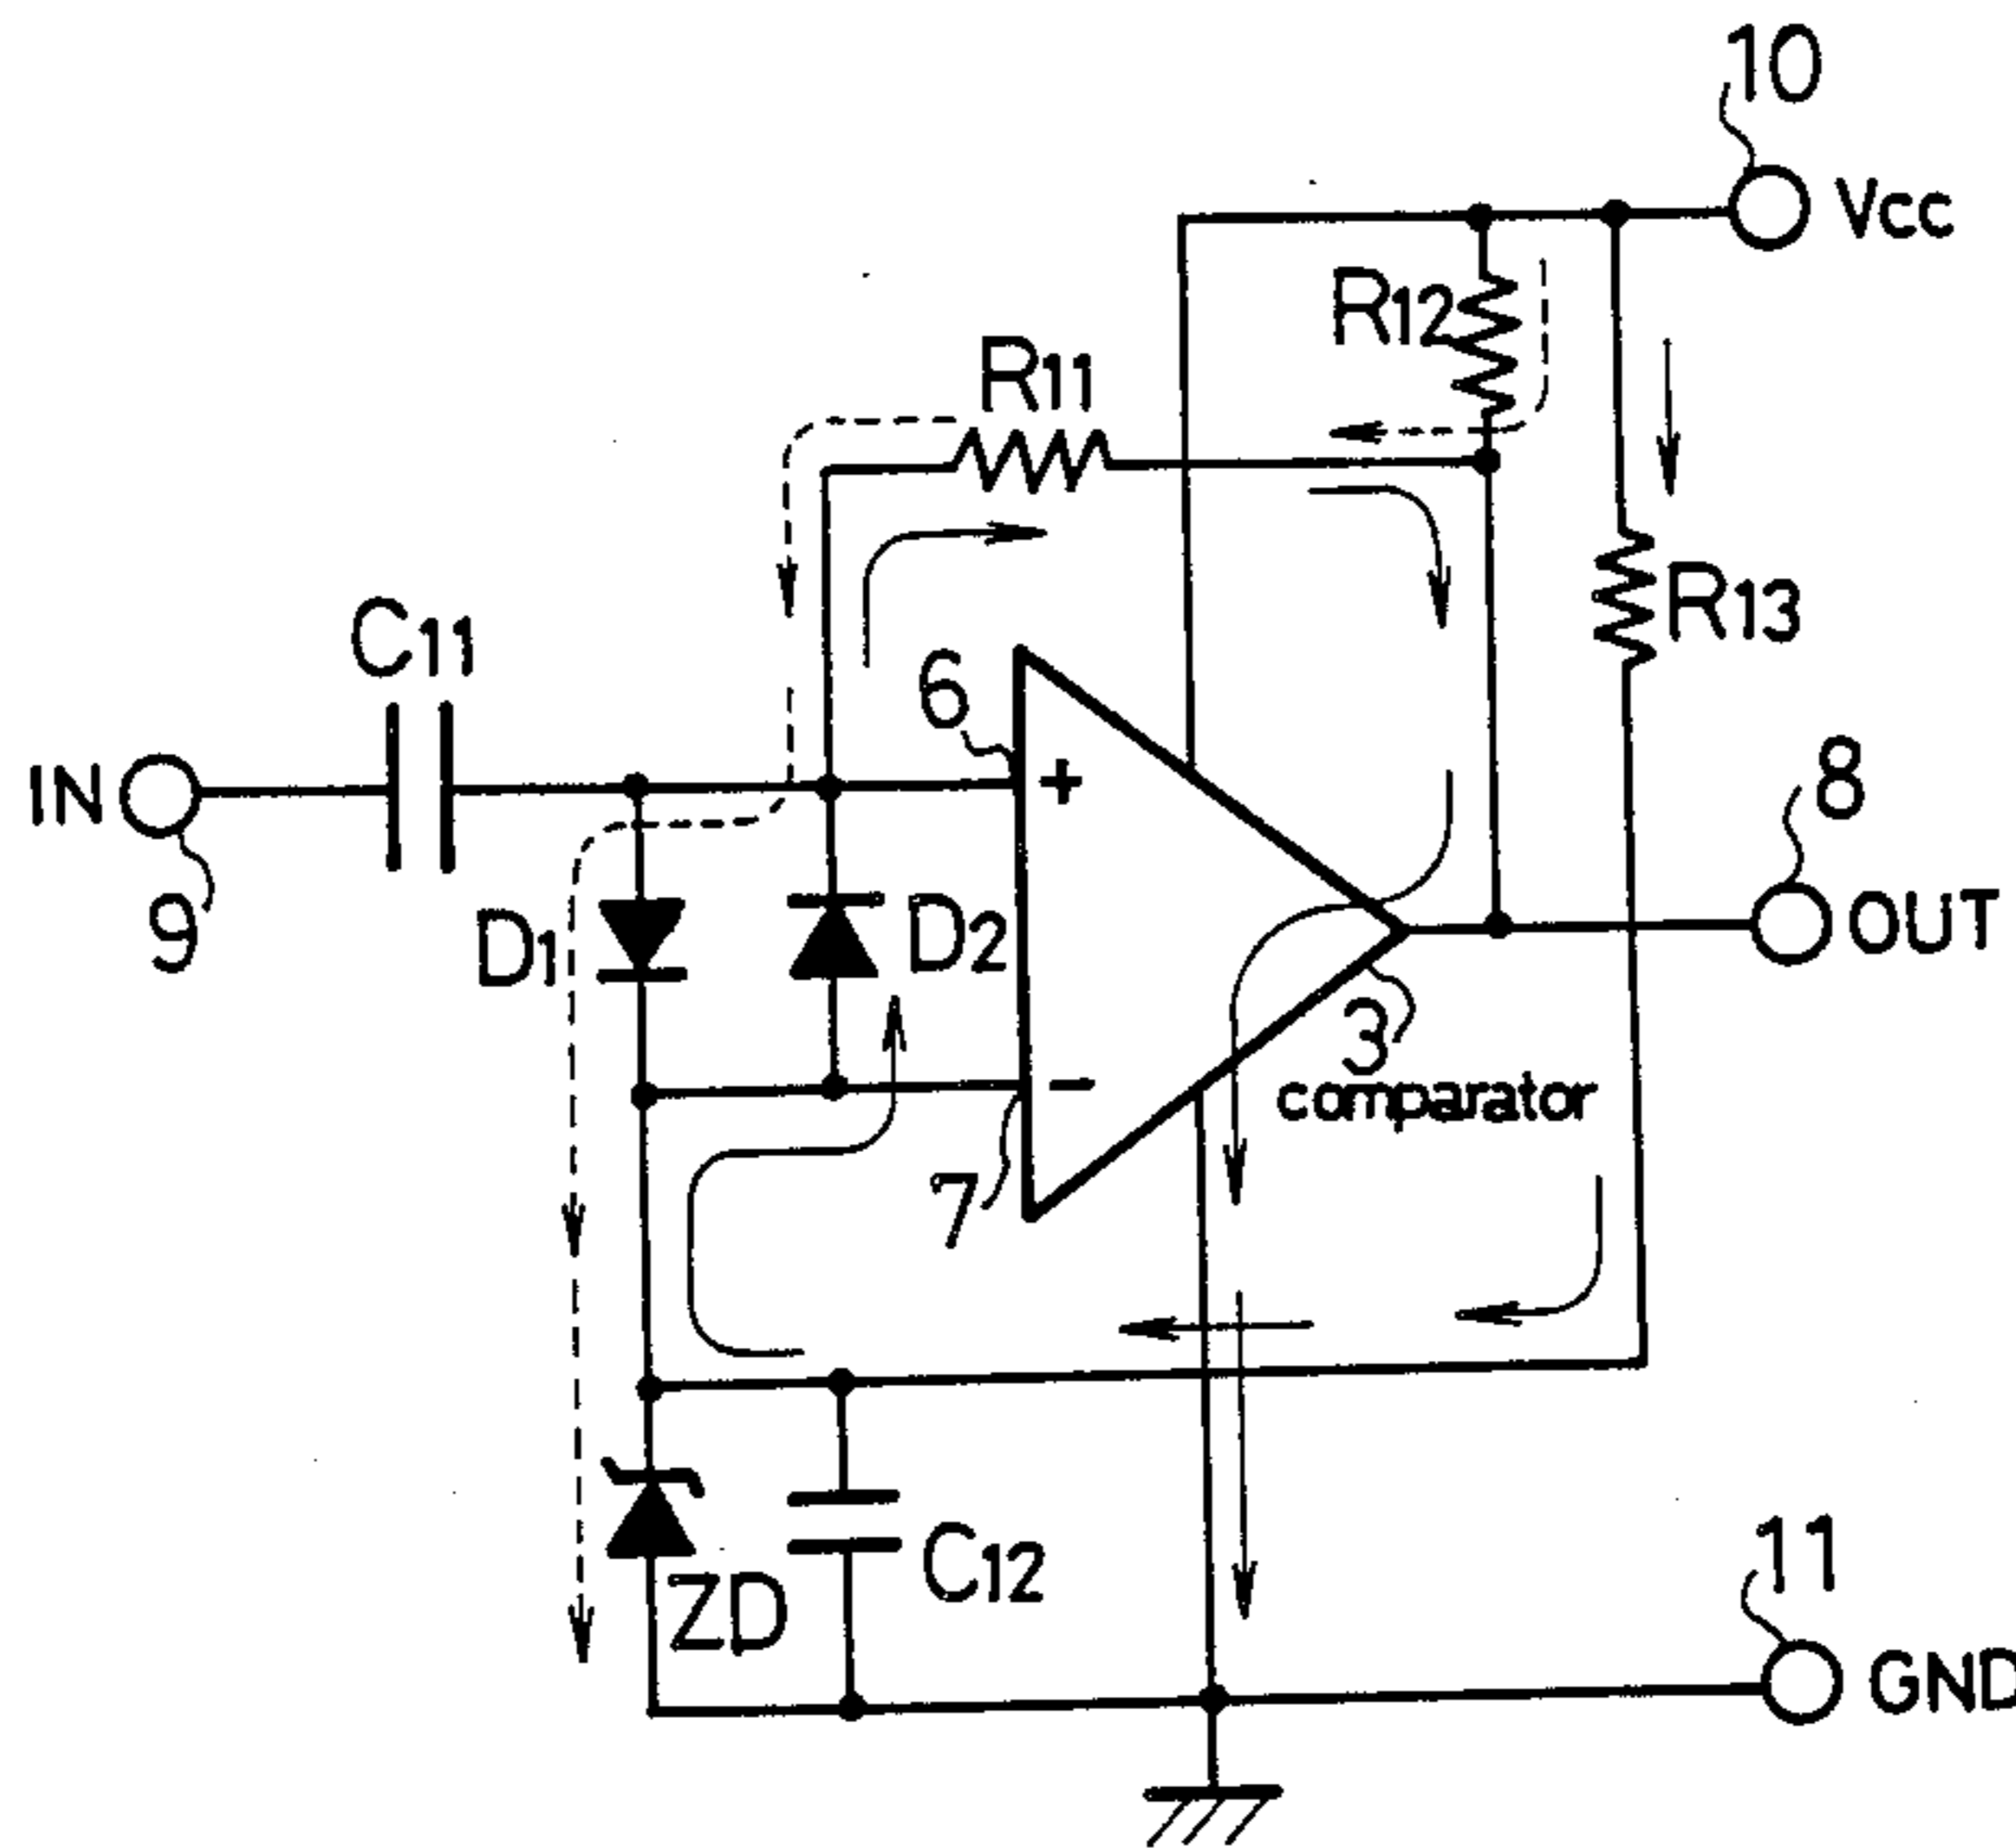 10
Vcc
R12
R11
C11
R13
6
+
8
IN
OUT
9
D1
D2
3
comparator
-
7
ZD
C12
11
GND